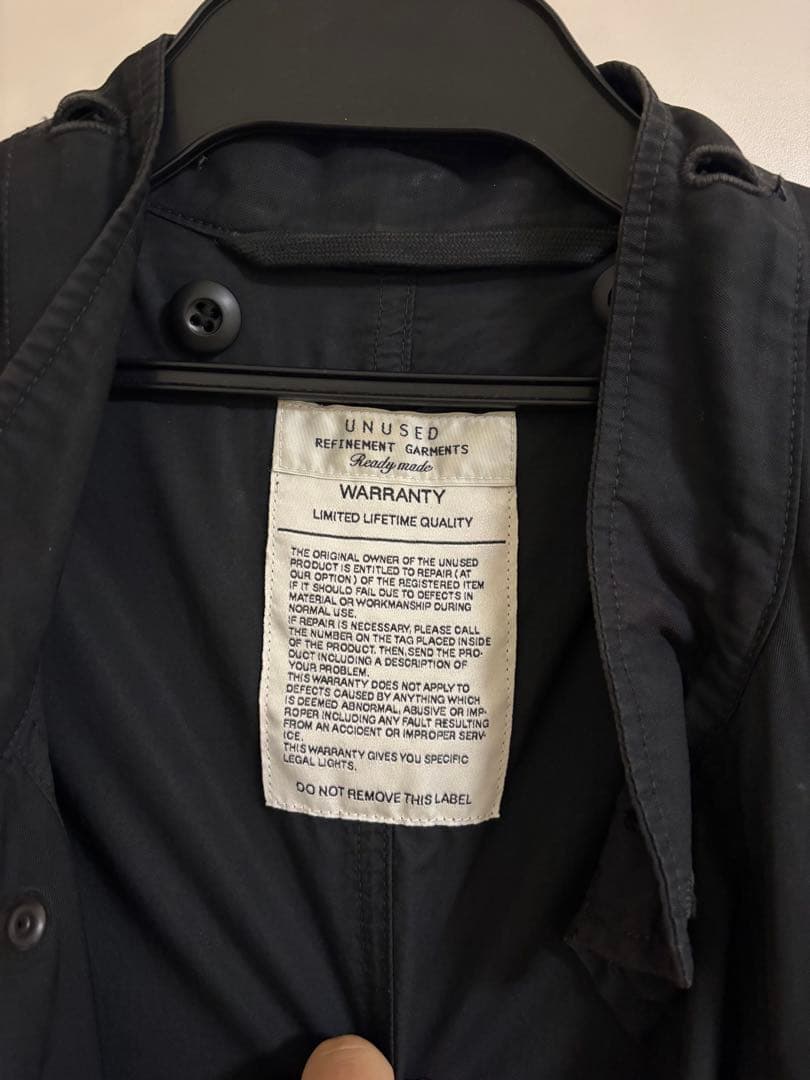 UNUSED
REFINEMENT GARMENTS
Ready made
WARRANTY
LIMITED LIFETIME QUALITY
THE ORIGINAL OWNER OF THE UNUSED
PRODUCT IS ENTITLED TO REPAIR (AT
OUR OPTION) OF THE REGISTERED ITEM
IF IT SHOULD FAIL DUE TO DEFECTS IN
MATERIAL OR WORKMANSHIP DURING
NORMAL USE.
IF REPAIR IS NECESSARY, PLEASE CALL
THE NUMBER ON THE TAG PLACED INSIDE
OF THE PRODUCT. THEN, SEND THE PRO-
DUCT INCLUDING A DESCRIPTION OF
YOUR PROBLEM.
THIS WARRANTY DOES NOT APPLY TO
DEFECTS CAUSED BY ANYTHING WHICH
IS DEEMED ABNORMAL, ABUSIVE OR IMP-
ROPER INCLUDING ANY FAULT RESULTING
FROM AN ACCIDENT OR IMPROPER SERV-
ICE.
THIS WARRANTY GIVES YOU SPECIFIC
LEGAL LIGHTS.
DO NOT REMOVE THIS LABEL